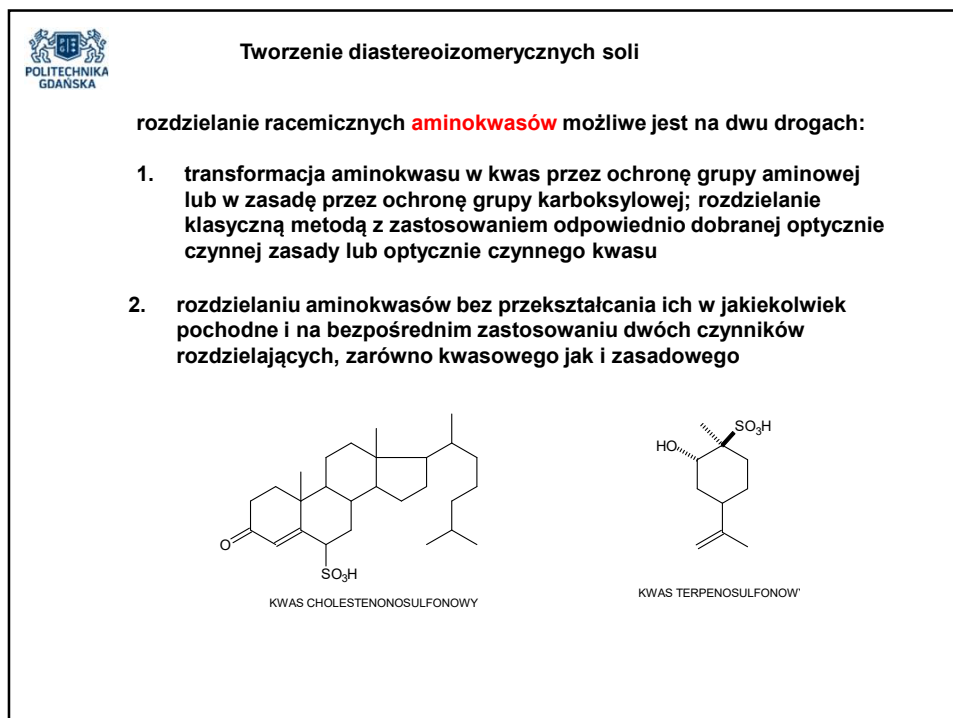 POLITECHNIKA
GDAŃSKA
Tworzenie diastereoizomerycznych soli
rozdzielanie racemicznych aminokwasów możliwe jest na dwu drogach:
1. transformacja aminokwasu w kwas przez ochronę grupy aminowej
lub w zasadę przez ochronę grupy karboksylowej; rozdzielanie
klasyczną metodą z zastosowaniem odpowiednio dobranej optycznie
czynnej zasady lub optycznie czynnego kwasu
2. rozdzielaniu aminokwasów bez przekształcania ich w jakiekolwiek
pochodne i na bezpośrednim zastosowaniu dwóch czynników
rozdzielających, zarówno kwasowego jak i zasadowego
O
SO3H
KWAS CHOLESTENONOSULFONOWY
SO3H
HO
KWAS TERPENOSULFONOW'